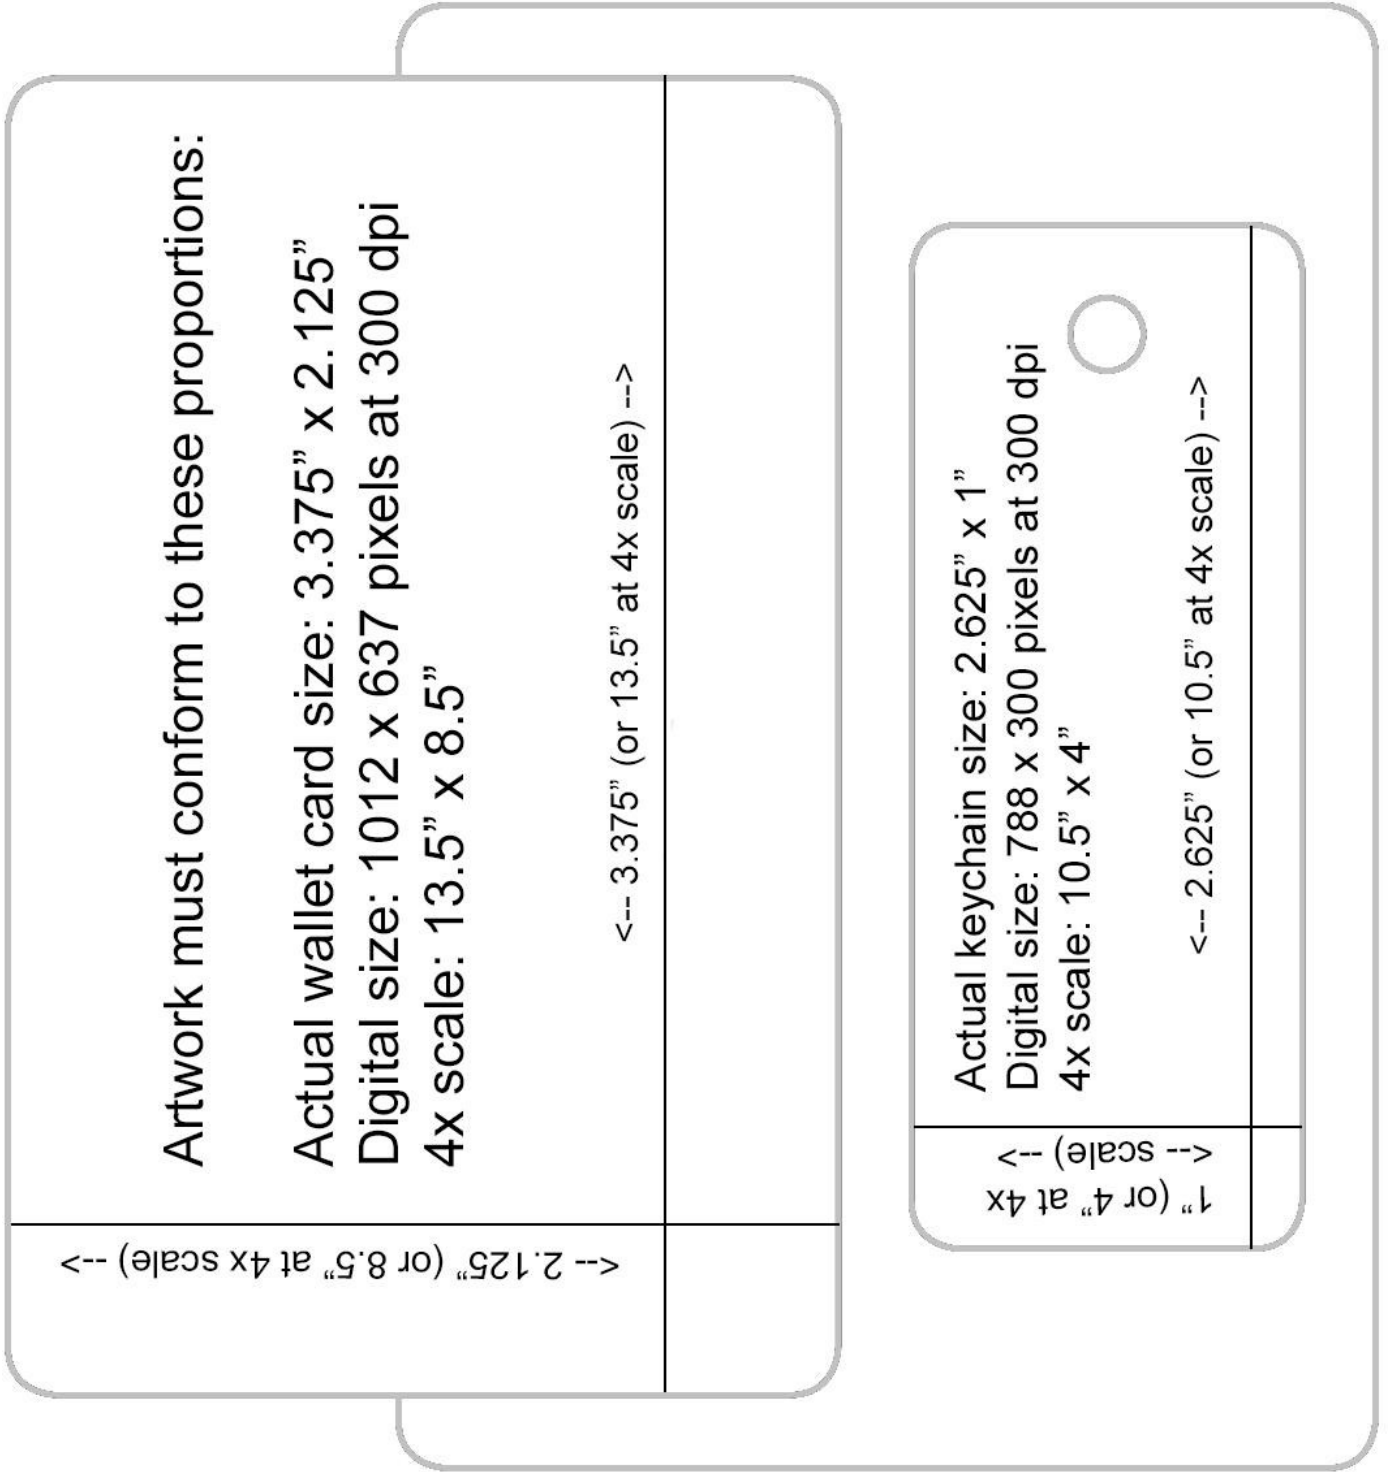 Artwork must conform to these proportions:
Actual wallet card size: 3.375” x 2.125”
Digital size: 1012 x 637 pixels at 300 dpi
4x scale: 13.5” x 8.5”
<-- 3.375” (or 13.5” at 4x scale) -->
<-- 2.125” (or 8.5” at 4x scale) -->
Actual keychain size: 2.625” x 1”
Digital size: 788 x 300 pixels at 300 dpi
4x scale: 10.5” x 4”
<-- 2.625” (or 10.5” at 4x scale) -->
1” (or 4” at 4x
<-- scale) -->